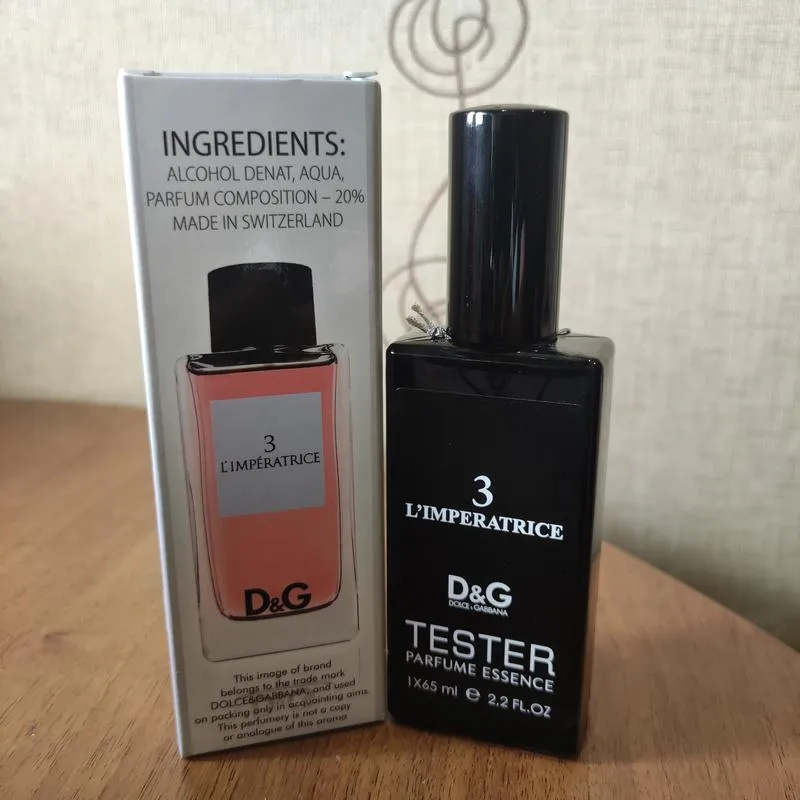 INGREDIENTS:
ALCOHOL DENAT, AQUA,
PARFUM COMPOSITION – 20%
MADE IN SWITZERLAND
3
L'IMPÉRATRICE
D&G
This image of brand
belongs to the trade mark
DOLCE&GABBANA, and used
on packing only in acquainting aims.
This perfumery is not a copy
or analogue of this aroma
3
L'IMPERATRICE
D&G
DOLCE & GABBANA
TESTER
PARFUME ESSENCE
1X65 ml ℮ 2.2 FL.OZ